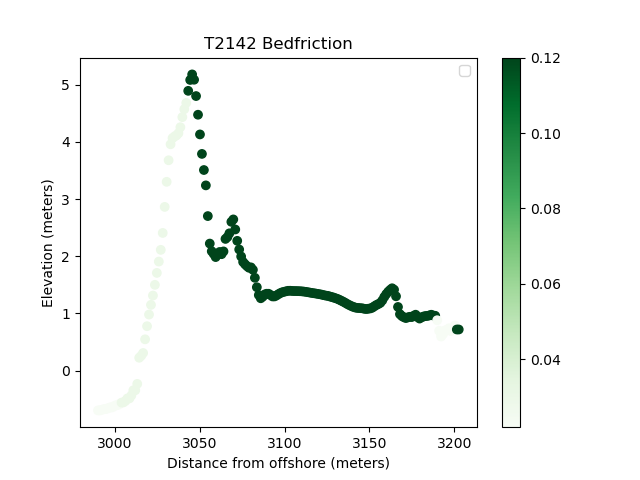 T2142 Bedfriction
Elevation (meters)
5
4
3
2
1
0
3000 3050 3100 3150 3200
Distance from offshore (meters)
0.12
0.10
0.08
0.06
0.04